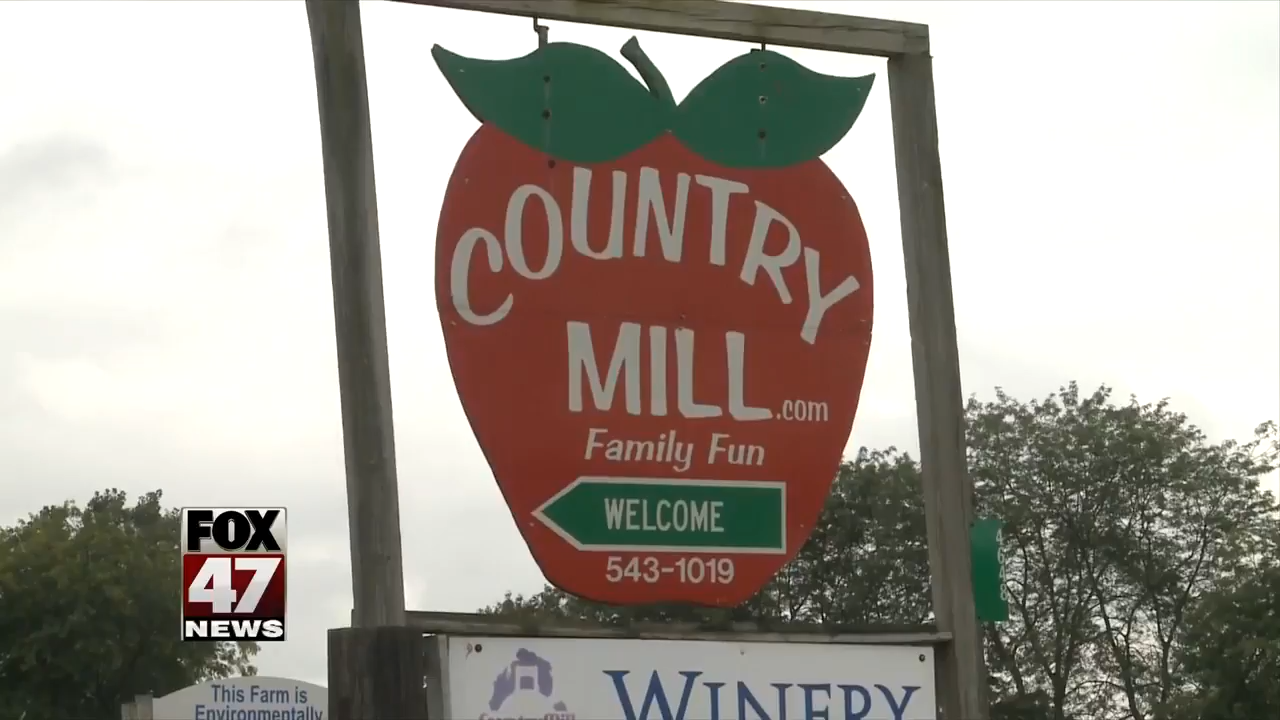 COUNTRY
MILL.com
Family Fun
WELCOME
543-1019
FOX
47
NEWS
WINERY
This Farm is
Environmentally